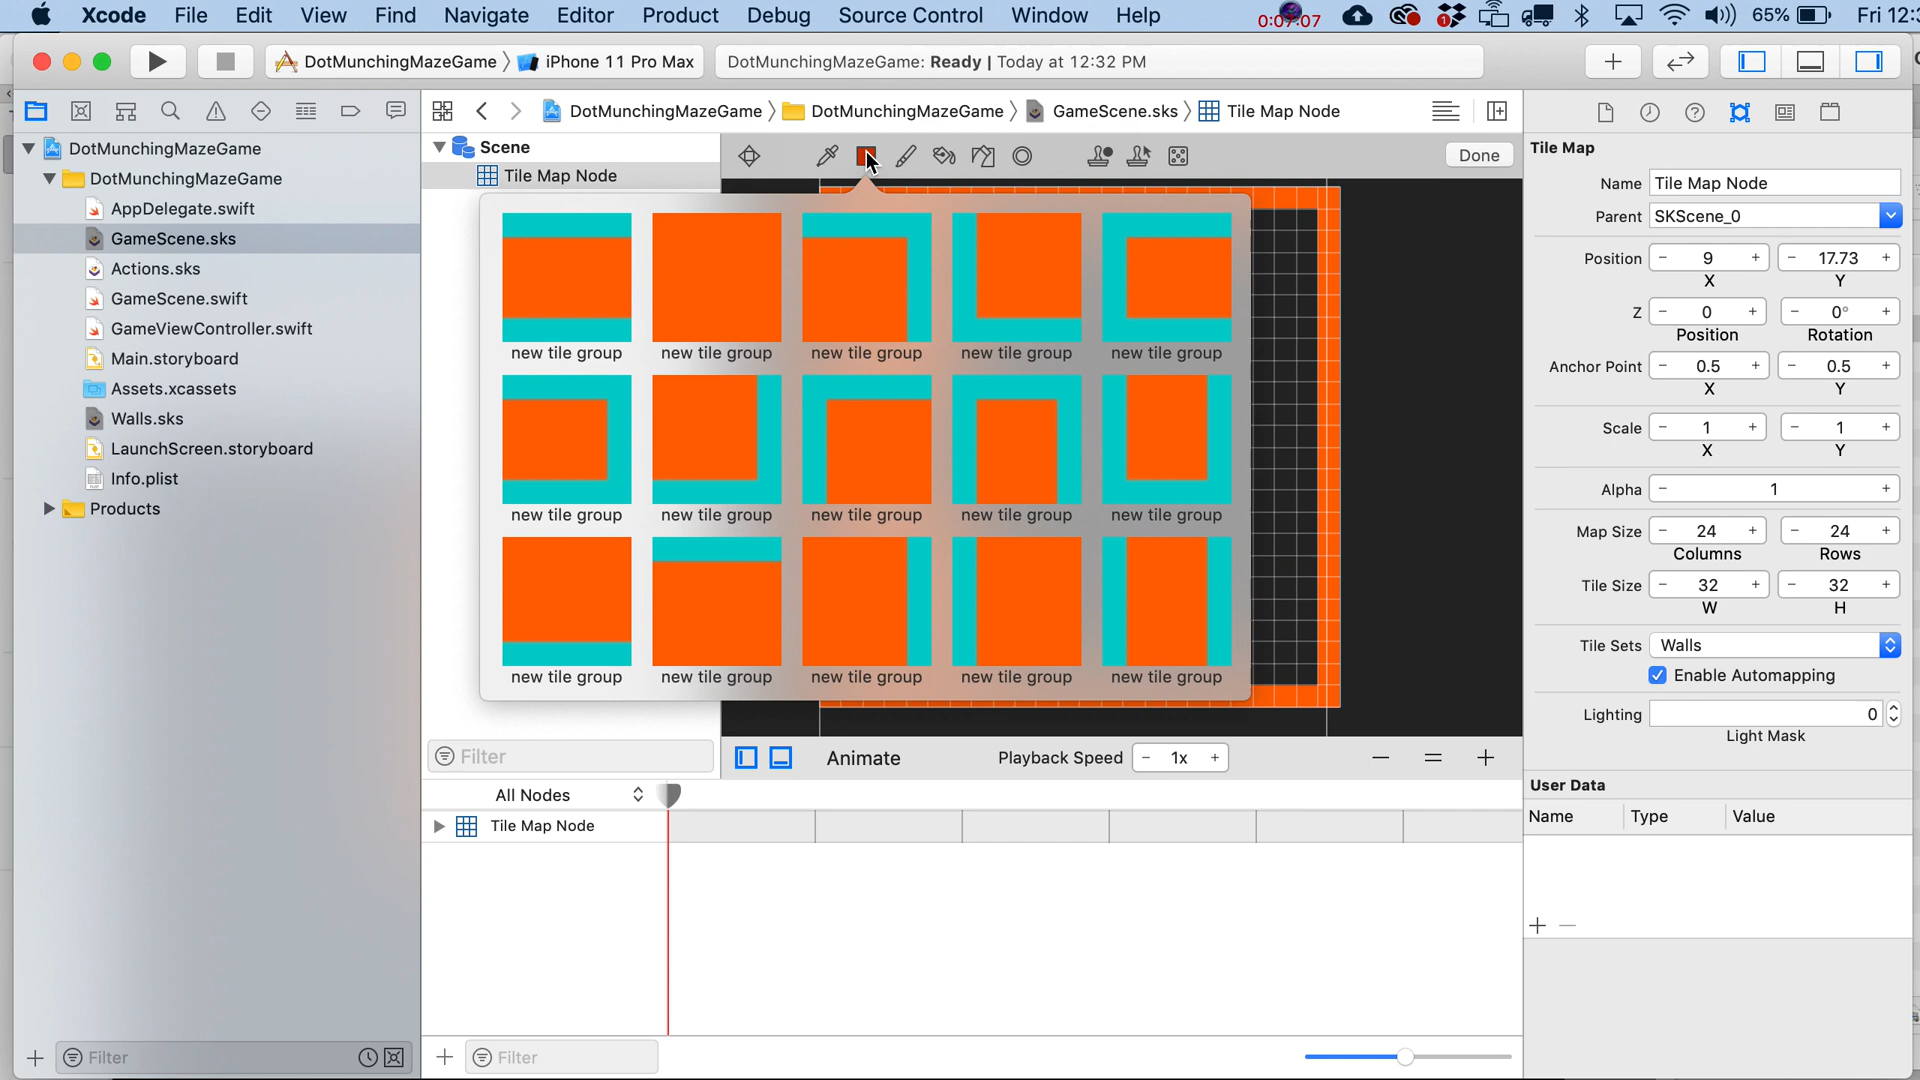 Xcode File Edit View Find Navigate Editor Product Debug Source Control Window Help 0:07:07 1 65% Fri 12:3
DotMunchingMazeGame iPhone 11 Pro Max DotMunchingMazeGame: Ready | Today at 12:32 PM
DotMunchingMazeGame DotMunchingMazeGame GameScene.sks Tile Map Node
DotMunchingMazeGame
DotMunchingMazeGame
AppDelegate.swift
GameScene.sks
Actions.sks
GameScene.swift
GameViewController.swift
Main.storyboard
Assets.xcassets
Walls.sks
LaunchScreen.storyboard
Info.plist
Products
Filter
Scene
Tile Map Node
Done
new tile group new tile group new tile group new tile group new tile group
new tile group new tile group new tile group new tile group new tile group
new tile group new tile group new tile group new tile group new tile group
Filter
Animate Playback Speed - 1x +
All Nodes
Tile Map Node
Filter
Tile Map
Name Tile Map Node
Parent SKScene_0
Position - 9 + - 17.73 +
X Y
Z - 0 + - 0° +
Position Rotation
Anchor Point - 0.5 + - 0.5 +
X Y
Scale - 1 + - 1 +
X Y
Alpha - 1 +
Map Size - 24 + - 24 +
Columns Rows
Tile Size - 32 + - 32 +
W H
Tile Sets Walls
Enable Automapping
Lighting 0
Light Mask
User Data
Name Type Value